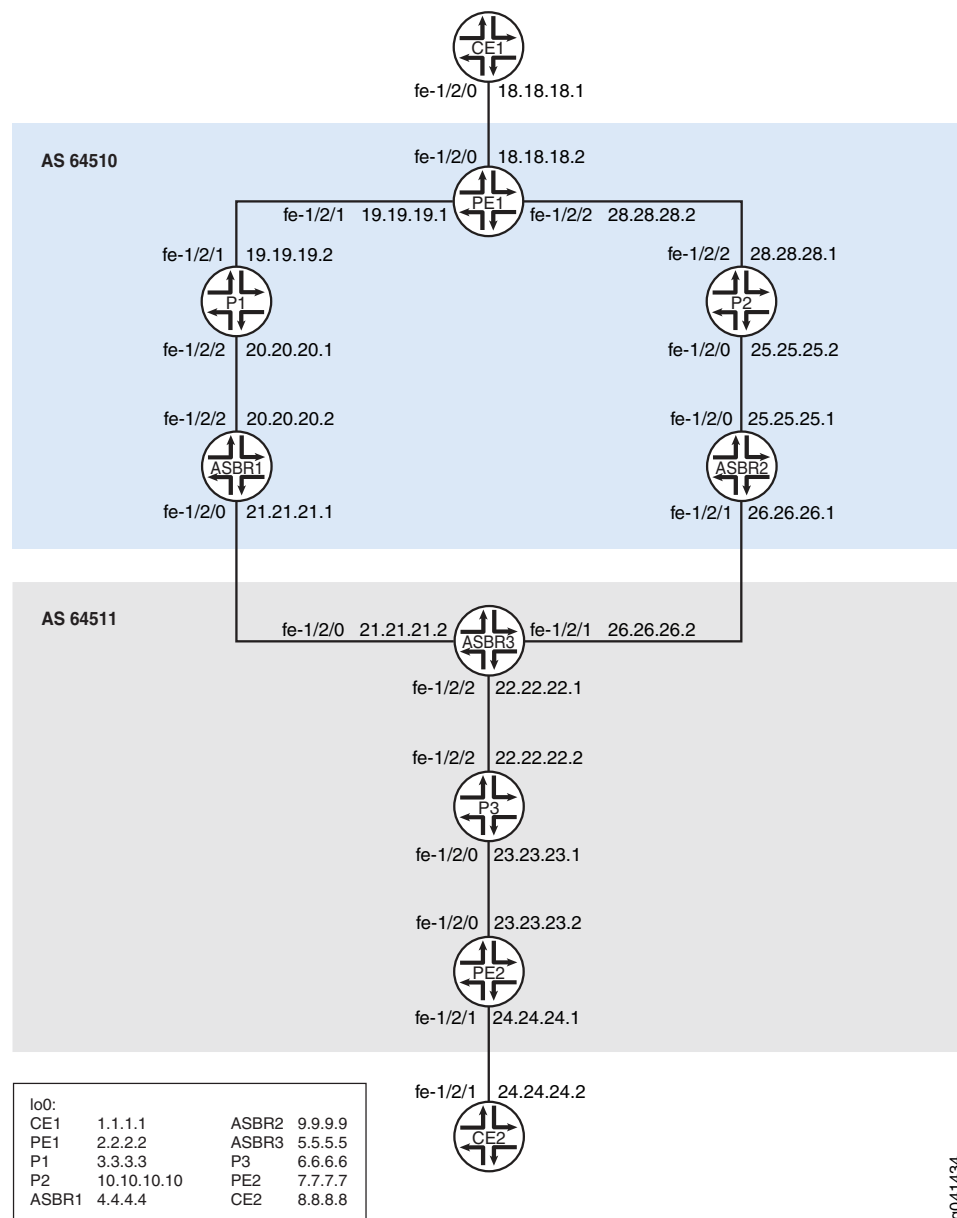 CE1
fe-1/2/0 18.18.18.1
AS 64510
fe-1/2/0 18.18.18.2
PE1
fe-1/2/1 19.19.19.1
fe-1/2/2 28.28.28.2
fe-1/2/1 19.19.19.2
fe-1/2/2 28.28.28.1
P1
P2
fe-1/2/2 20.20.20.1
fe-1/2/0 25.25.25.2
fe-1/2/2 20.20.20.2
fe-1/2/0 25.25.25.1
ASBR1
ASBR2
fe-1/2/0 21.21.21.1
fe-1/2/1 26.26.26.1
AS 64511
fe-1/2/0 21.21.21.2
ASBR3
fe-1/2/1 26.26.26.2
fe-1/2/2 22.22.22.1
fe-1/2/2 22.22.22.2
P3
fe-1/2/0 23.23.23.1
fe-1/2/0 23.23.23.2
PE2
fe-1/2/1 24.24.24.1
fe-1/2/1 24.24.24.2
CE2
lo0:
CE1 1.1.1.1 ASBR2 9.9.9.9
PE1 2.2.2.2 ASBR3 5.5.5.5
P1 3.3.3.3 P3 6.6.6.6
P2 10.10.10.10 PE2 7.7.7.7
ASBR1 4.4.4.4 CE2 8.8.8.8
g041434